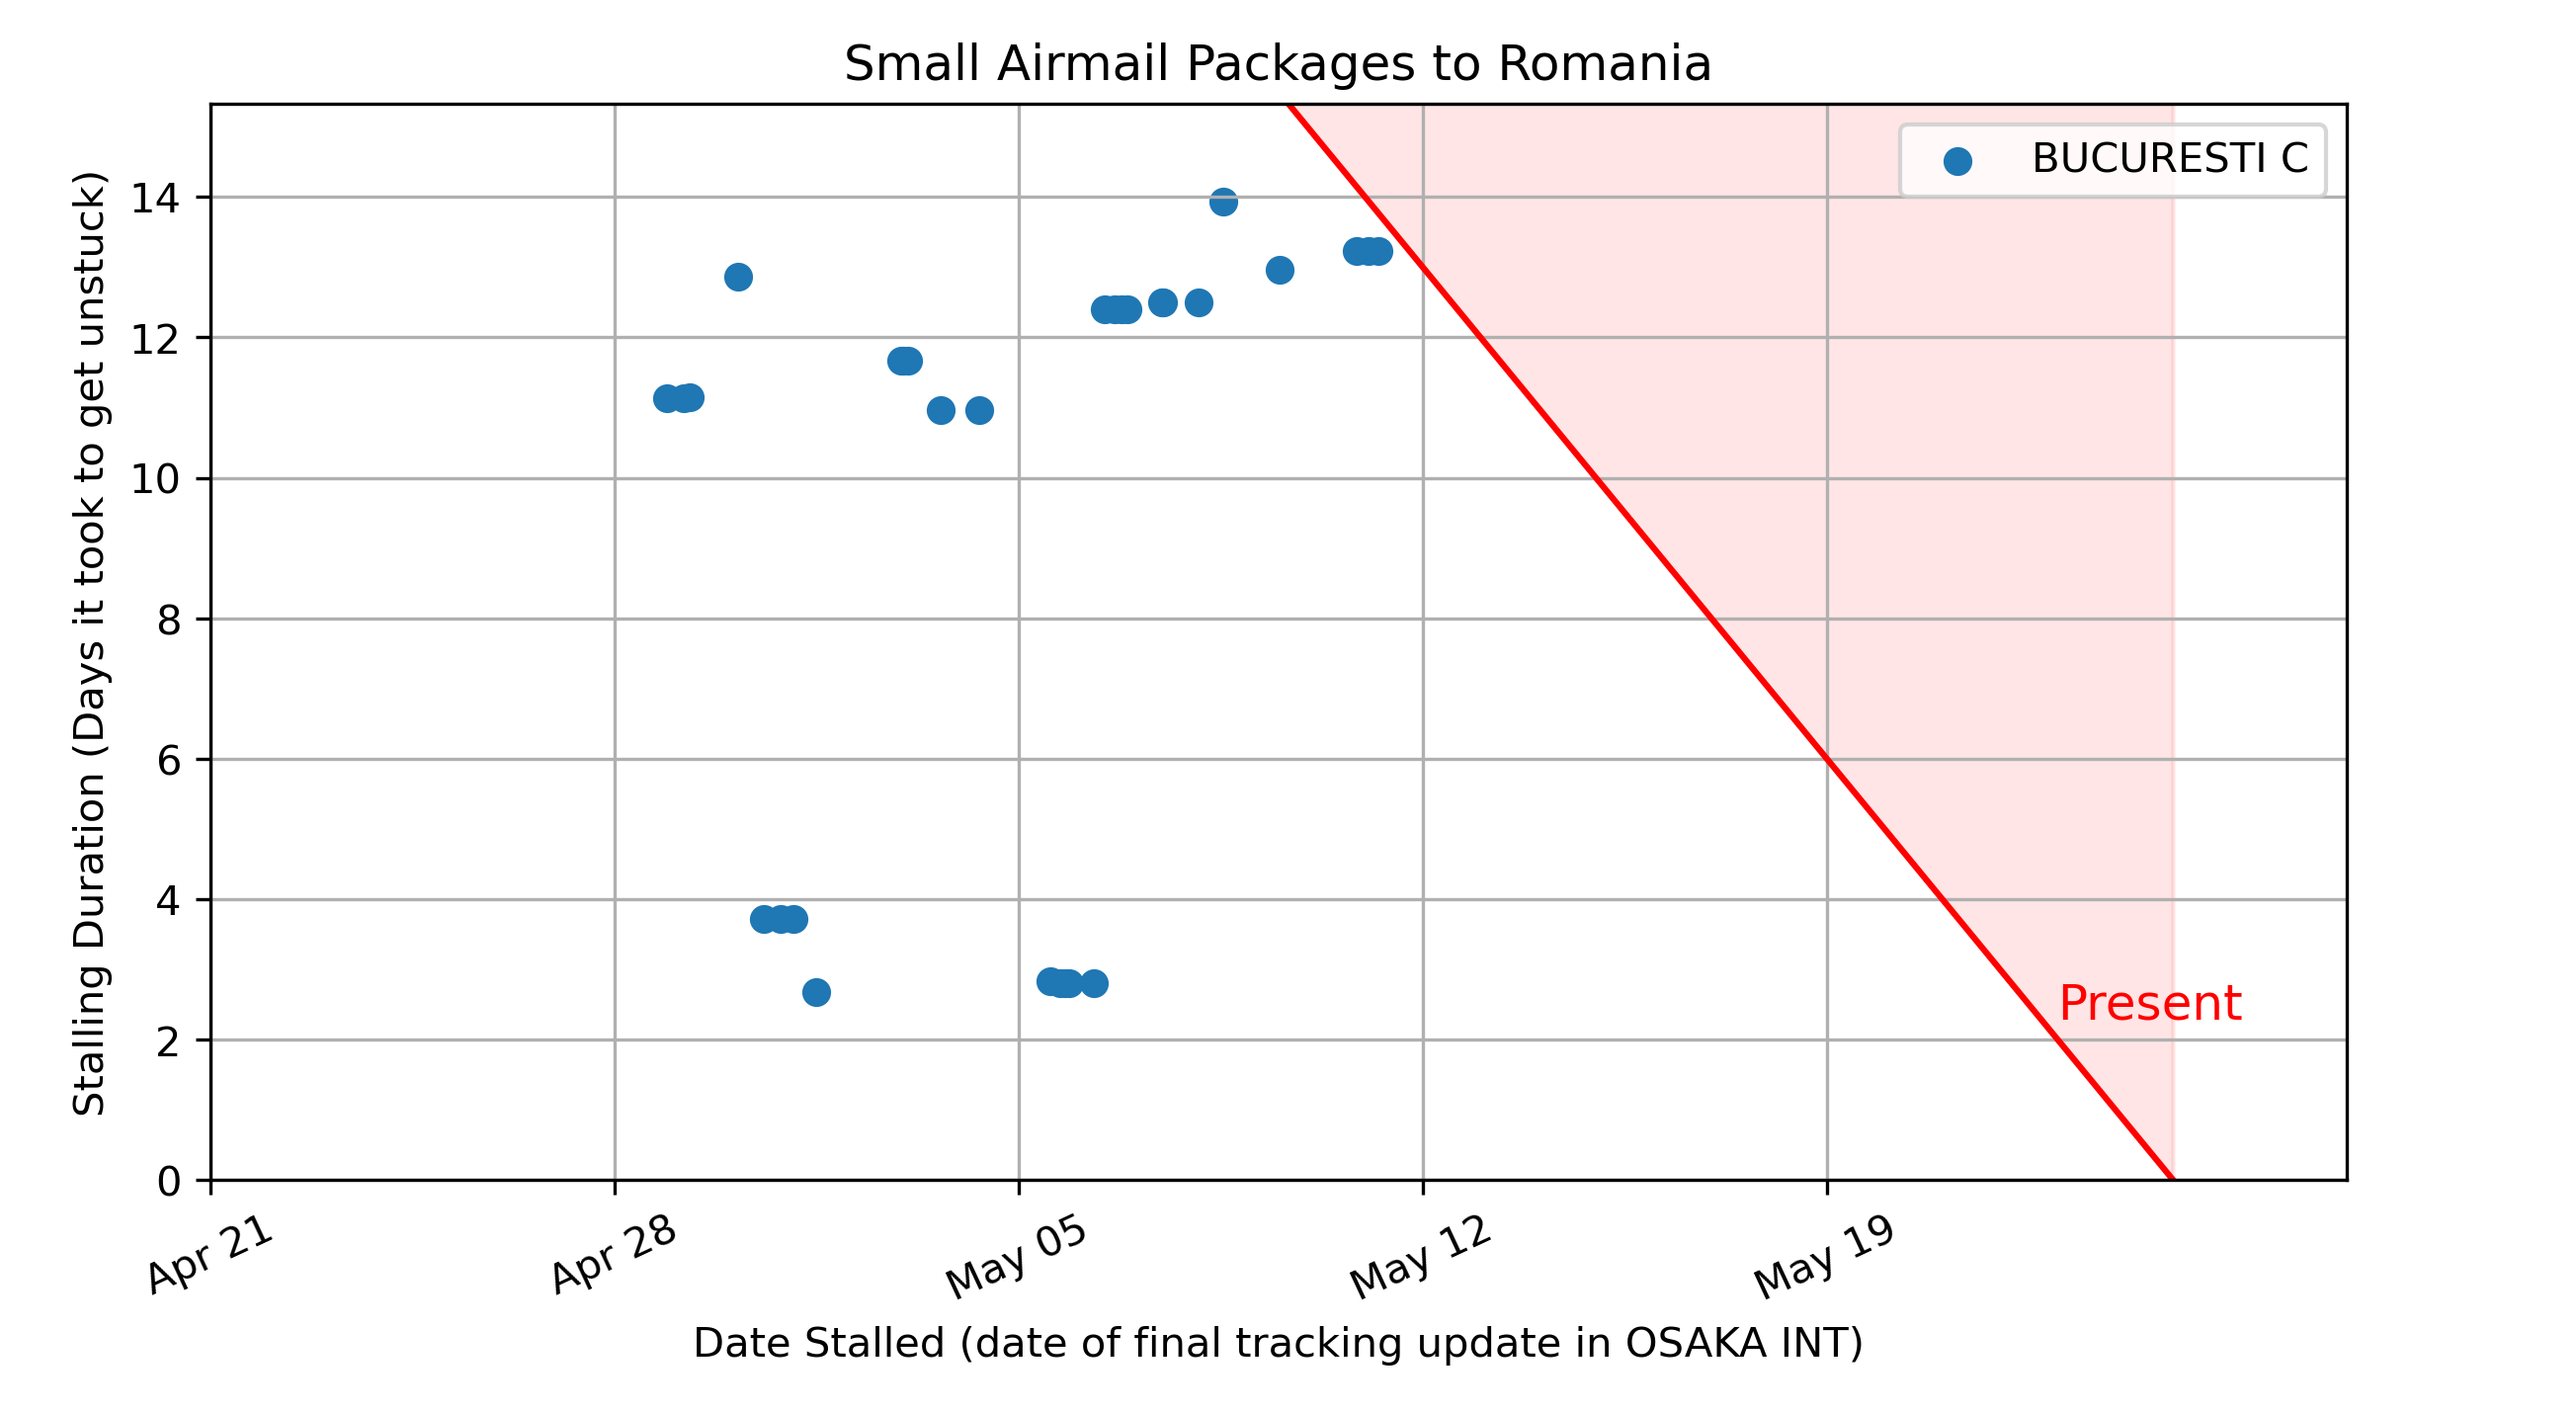 Small Airmail Packages to Romania
BUCURESTI C
Stalling Duration (Days it took to get unstuck)
14
12
10
8
6
4
2
0
Present
Apr 21
Apr 28
May 05
May 12
May 19
Date Stalled (date of final tracking update in OSAKA INT)